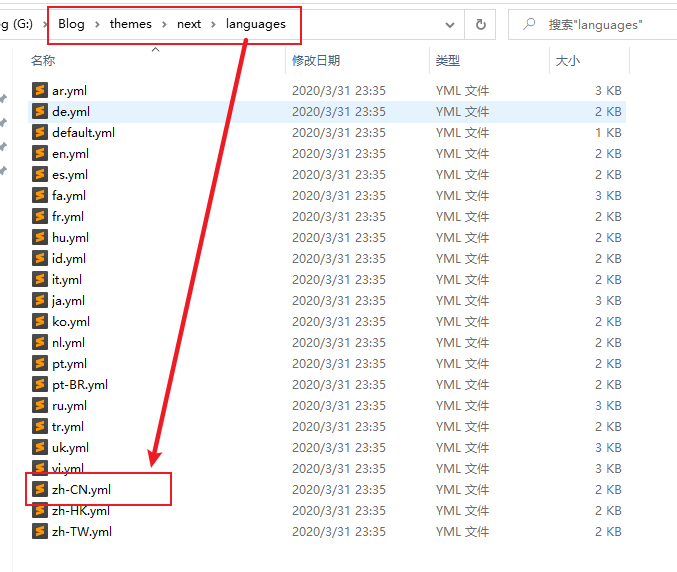 og (G:) > Blog > themes > next > languages 搜索"languages"
名称 修改日期 类型 大小
ar.yml 2020/3/31 23:35 YML 文件 3 KB
de.yml 2020/3/31 23:35 YML 文件 2 KB
default.yml 2020/3/31 23:35 YML 文件 1 KB
en.yml 2020/3/31 23:35 YML 文件 2 KB
es.yml 2020/3/31 23:35 YML 文件 2 KB
fa.yml 2020/3/31 23:35 YML 文件 3 KB
fr.yml 2020/3/31 23:35 YML 文件 2 KB
hu.yml 2020/3/31 23:35 YML 文件 2 KB
id.yml 2020/3/31 23:35 YML 文件 2 KB
it.yml 2020/3/31 23:35 YML 文件 2 KB
ja.yml 2020/3/31 23:35 YML 文件 3 KB
ko.yml 2020/3/31 23:35 YML 文件 2 KB
nl.yml 2020/3/31 23:35 YML 文件 2 KB
pt.yml 2020/3/31 23:35 YML 文件 2 KB
pt-BR.yml 2020/3/31 23:35 YML 文件 2 KB
ru.yml 2020/3/31 23:35 YML 文件 3 KB
tr.yml 2020/3/31 23:35 YML 文件 2 KB
uk.yml 2020/3/31 23:35 YML 文件 3 KB
vi.yml 2020/3/31 23:35 YML 文件 3 KB
zh-CN.yml 2020/3/31 23:35 YML 文件 2 KB
zh-HK.yml 2020/3/31 23:35 YML 文件 2 KB
zh-TW.yml 2020/3/31 23:35 YML 文件 2 KB